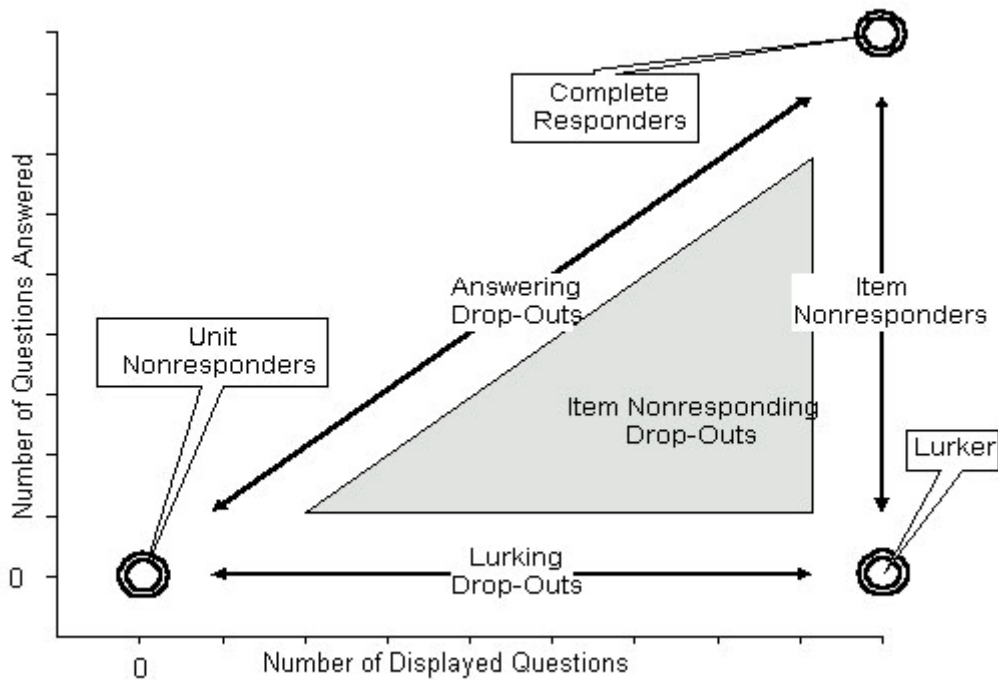 Complete
Responders
Number of Questions Answered
Answering
Drop-Outs
Item
Nonresponders
Unit
Nonresponders
Item Nonresponding
Drop-Outs
Lurker
Lurking
Drop-Outs
0
0
Number of Displayed Questions